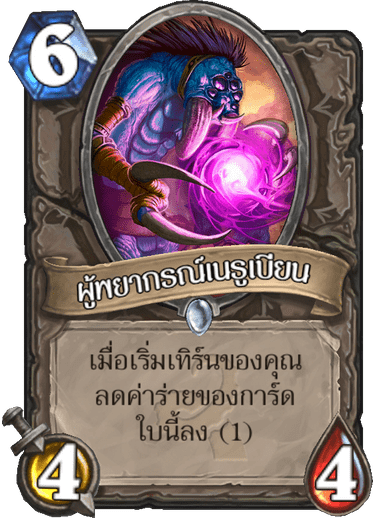 6
ผู้พยากรณ์เนรูเบียน
เมื่อเริ่มเทิร์นของคุณ
ลดค่าร่ายของการ์ด
ใบนี้ลง (1)
4
4